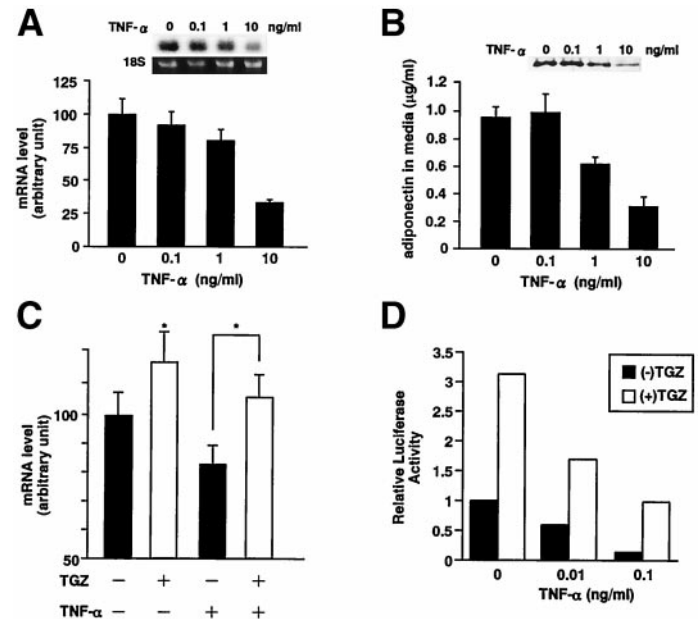 A
TNF-α 0 0.1 1 10 ng/ml
18S
125
100
75
50
25
0
mRNA level
(arbitrary unit)
0 0.1 1 10
TNF-α (ng/ml)
B
TNF-α 0 0.1 1 10
1.2
1.0
0.8
0.6
0.4
0.2
0
adiponectin in media (μg/ml)
0 0.1 1 10
TNF-α (ng/ml)
C
* *
100
50
mRNA level
(arbitrary unit)
TGZ − + − +
TNF-α − − + +
D
3.5
3
2.5
2
1.5
1
0.5
0
Relative Luciferase
Activity
(-)TGZ
(+)TGZ
0 0.01 0.1
TNF-α (ng/ml)